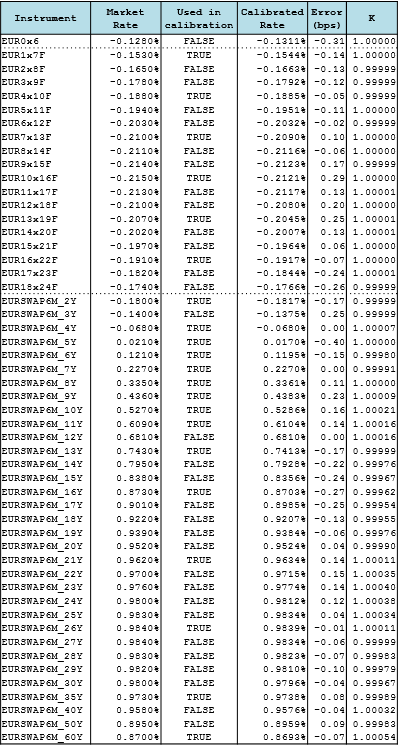 Instrument Market Rate Used in calibration Calibrated Rate Error (bps) K
EUR0x6 -0.1280% FALSE -0.1311% -0.31 1.00000
EUR1x7F -0.1530% TRUE -0.1544% -0.14 1.00000
EUR2x8F -0.1650% FALSE -0.1663% -0.13 0.99999
EUR3x9F -0.1780% FALSE -0.1792% -0.12 0.99999
EUR4x10F -0.1880% TRUE -0.1885% -0.05 0.99999
EUR5x11F -0.1940% FALSE -0.1951% -0.11 0.99999
EUR6x12F -0.2030% FALSE -0.2032% -0.02 0.99999
EUR7x13F -0.2100% TRUE -0.2090% 0.10 1.00000
EUR8x14F -0.2110% FALSE -0.2116% -0.06 1.00000
EUR9x15F -0.2140% FALSE -0.2123% 0.17 0.99999
EUR10x16F -0.2150% TRUE -0.2121% 0.29 1.00000
EUR11x17F -0.2130% FALSE -0.2117% 0.13 1.00001
EUR12x18F -0.2100% FALSE -0.2080% 0.20 1.00001
EUR13x19F -0.2070% TRUE -0.2045% 0.25 1.00001
EUR14x20F -0.2020% FALSE -0.2007% 0.13 0.99999
EUR15x21F -0.1970% FALSE -0.1964% 0.06 1.00000
EUR16x22F -0.1910% TRUE -0.1917% -0.07 1.00000
EUR17x23F -0.1820% FALSE -0.1844% -0.24 1.00001
EUR18x24F -0.1740% FALSE -0.1766% -0.26 0.99999
EURSWAP6M_2Y -0.1800% TRUE -0.1817% -0.17 0.99999
EURSWAP6M_3Y -0.1400% FALSE -0.1375% 0.25 0.99999
EURSWAP6M_4Y -0.0680% TRUE -0.0680% 0.00 1.00007
EURSWAP6M_5Y 0.0210% TRUE 0.0170% -0.40 1.00000
EURSWAP6M_6Y 0.1210% TRUE 0.1195% -0.15 0.99980
EURSWAP6M_7Y 0.2270% TRUE 0.2270% 0.00 0.99991
EURSWAP6M_8Y 0.3350% TRUE 0.3361% 0.11 0.99999
EURSWAP6M_9Y 0.4360% TRUE 0.4383% 0.23 1.00009
EURSWAP6M_10Y 0.5270% TRUE 0.5286% 0.16 1.00021
EURSWAP6M_11Y 0.6090% TRUE 0.6104% 0.14 1.00016
EURSWAP6M_12Y 0.6810% FALSE 0.6810% 0.00 1.00016
EURSWAP6M_13Y 0.7430% TRUE 0.7413% -0.17 0.99999
EURSWAP6M_14Y 0.7950% FALSE 0.7928% -0.22 0.99976
EURSWAP6M_15Y 0.8380% FALSE 0.8356% -0.24 0.99967
EURSWAP6M_16Y 0.8730% TRUE 0.8703% -0.27 0.99962
EURSWAP6M_17Y 0.9010% FALSE 0.8985% -0.25 0.99954
EURSWAP6M_18Y 0.9220% FALSE 0.9207% -0.13 0.99955
EURSWAP6M_19Y 0.9390% FALSE 0.9384% -0.06 0.99976
EURSWAP6M_20Y 0.9520% FALSE 0.9524% 0.04 0.99990
EURSWAP6M_21Y 0.9620% TRUE 0.9634% 0.14 1.00011
EURSWAP6M_22Y 0.9700% FALSE 0.9715% 0.15 1.00035
EURSWAP6M_23Y 0.9760% FALSE 0.9774% 0.14 1.00040
EURSWAP6M_24Y 0.9800% FALSE 0.9812% 0.12 1.00038
EURSWAP6M_25Y 0.9830% FALSE 0.9834% 0.04 1.00034
EURSWAP6M_26Y 0.9840% TRUE 0.9839% -0.01 1.00011
EURSWAP6M_27Y 0.9840% FALSE 0.9834% -0.06 0.99999
EURSWAP6M_28Y 0.9830% FALSE 0.9823% -0.07 0.99983
EURSWAP6M_29Y 0.9820% FALSE 0.9810% -0.10 0.99979
EURSWAP6M_30Y 0.9800% FALSE 0.9796% -0.04 0.99967
EURSWAP6M_35Y 0.9730% TRUE 0.9738% 0.08 0.99989
EURSWAP6M_40Y 0.9580% FALSE 0.9576% -0.04 1.00032
EURSWAP6M_50Y 0.8950% FALSE 0.8959% 0.09 0.99983
EURSWAP6M_60Y 0.8700% TRUE 0.8693% -0.07 1.00054